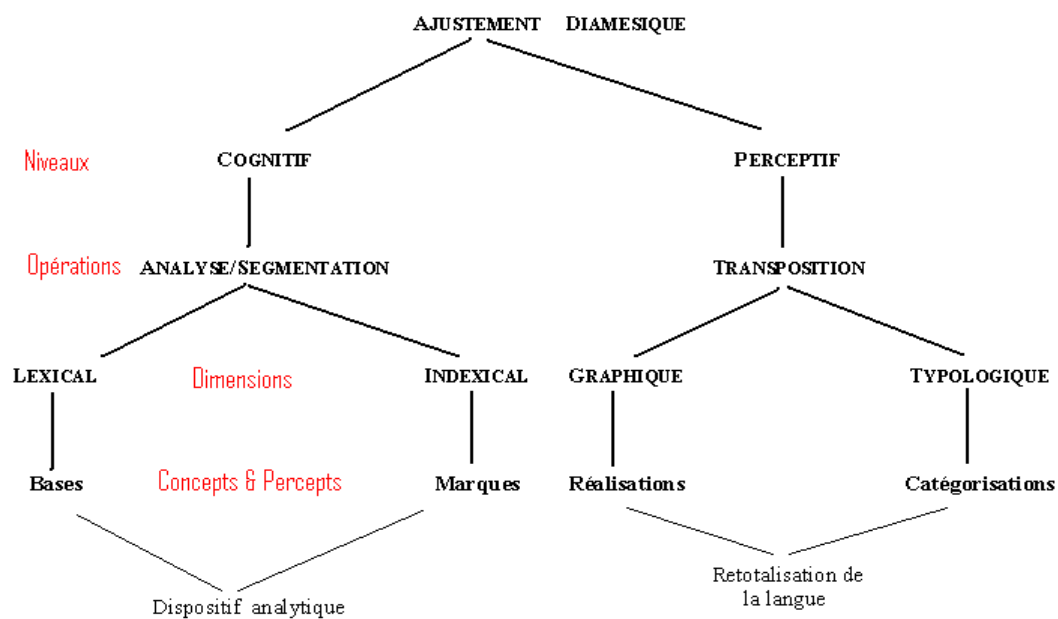 AJUSTEMENT DIAMESIQUE
Niveaux COGNITIF PERCEPTIF
Opérations ANALYSE/SEGMENTATION TRANSPOSITION
LEXICAL Dimensions INDEXICAL GRAPHIQUE TYPOLOGIQUE
Bases Concepts & Percepts Marques Réalisations Catégorisations
Dispositif analytique
Retotalisation de
la langue